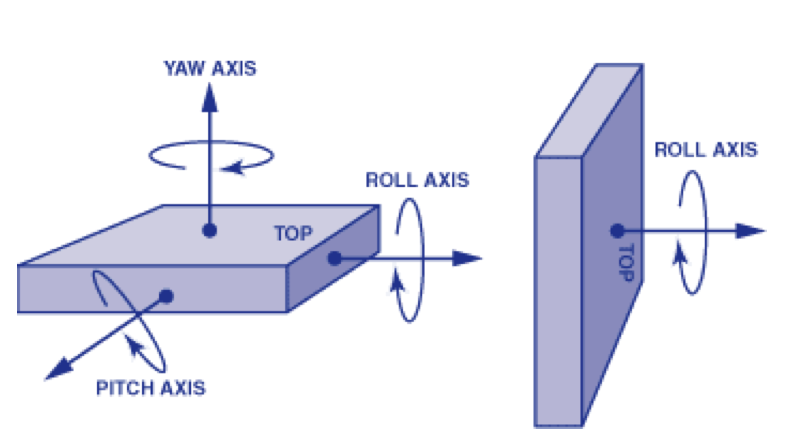 YAW AXIS
ROLL AXIS
TOP
PITCH AXIS
ROLL AXIS
TOP